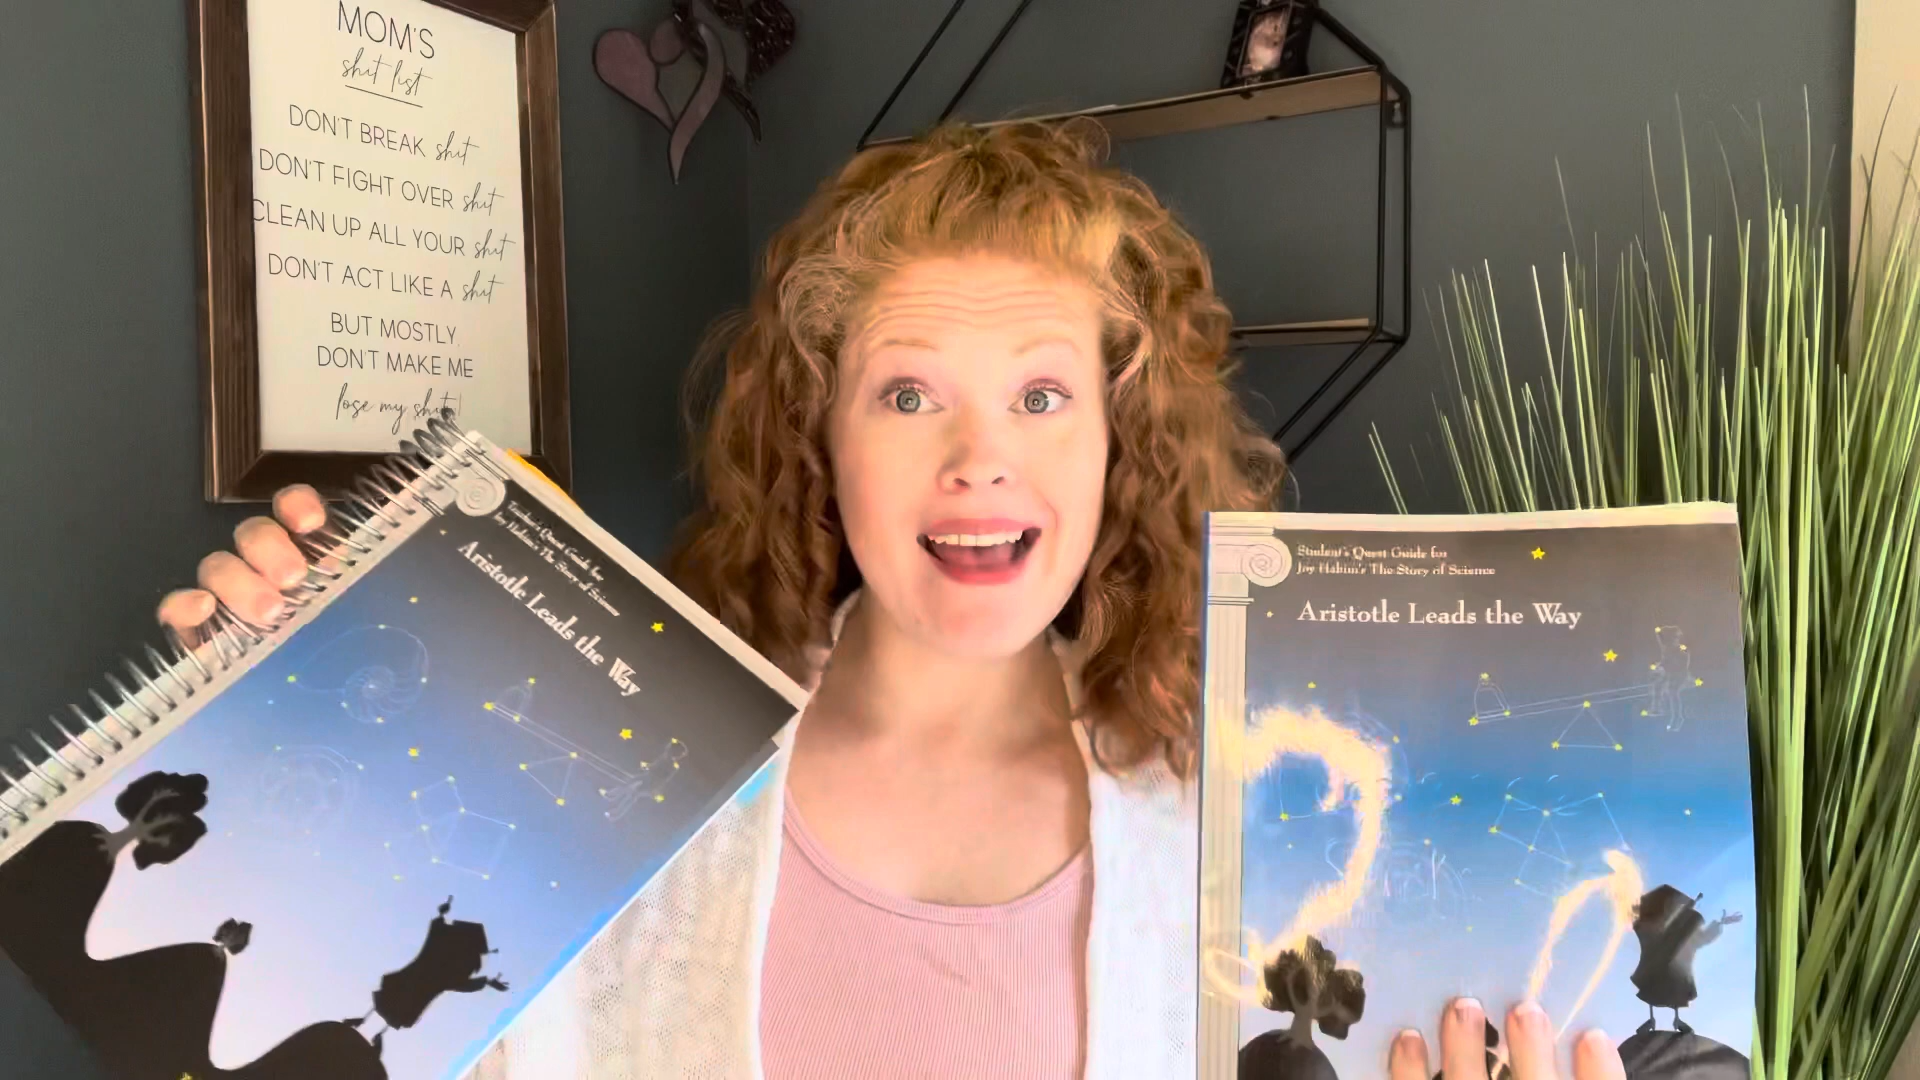 MOM'S
shit list
DON'T BREAK shit
DON'T FIGHT OVER shit
CLEAN UP ALL YOUR shit
DON'T ACT LIKE A shit
BUT MOSTLY,
DON'T MAKE ME
lose my shit!
Teacher's Quest Guide for
Joy Hakim's The Story of Science
Aristotle Leads the Way
Student's Quest Guide for
Joy Hakim's The Story of Science
Aristotle Leads the Way